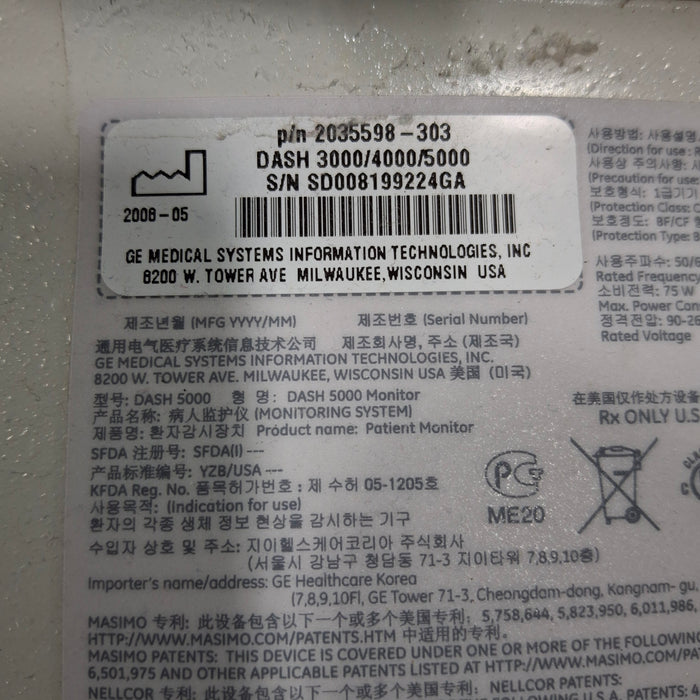 p/n 2035598-303
DASH 3000/4000/5000
S/N SD008199224GA
2008-05
GE MEDICAL SYSTEMS INFORMATION TECHNOLOGIES, INC
8200 W. TOWER AVE MILWAUKEE, WISCONSIN USA
사용방법: 사용설명
(Direction for use:
사용상 주의사항:
(Precaution for use:
보호형식: 1급기기
(Protection Class:
보호정도: BF/CF
(Protection Type:
사용주파수: 50/6
Rated Frequency
소비전력: 75 W
Max. Power Con
정격전압: 90-26
Rated Voltage
제조년월 (MFG YYYY/MM) 제조번호 (Serial Number)
通用电气医疗系统信息技术公司 제조회사명, 주소 (제조국)
GE MEDICAL SYSTEMS INFORMATION TECHNOLOGIES, INC.
8200 W. TOWER AVE. MILWAUKEE, WISCONSIN USA 美国 (미국)
型号: DASH 5000 형 명: DASH 5000 Monitor
产品名称: 病人监护仪 (MONITORING SYSTEM)
제품명: 환자감시장치 Product name: Patient Monitor
SFDA 注册号: SFDA(I) ---
产品标准编号: YZB/USA ---
KFDA Reg. No. 품목허가번호: 제 수허 05-1205호
사용목적: (Indication for use)
환자의 각종 생체 정보 현상을 감시하는 기구
在美国仅作处方设备
Rx ONLY U.S
PC
ME20
수입자 상호 및 주소: 지이헬스케어코리아 주식회사
(서울시 강남구 청담동 71-3 지이타워 7,8,9,10층)
Importer's name/address: GE Healthcare Korea
(7,8,9,10Fl, GE Tower 71-3, Cheongdam-dong, Kangnam-gu,
MASIMO 专利: 此设备包含以下一个或多个美国专利: 5,758,644, 5,823,950, 6,011,986,
HTTP://WWW.MASIMO.COM/PATENTS.HTM 中适用的专利。
MASIMO PATENTS: THIS DEVICE IS COVERED UNDER ONE OR MORE OF THE FOLLOWING
6,501,975 AND OTHER APPLICABLE PATENTS LISTED AT HTTP://WWW.MASIMO.COM/PATE
NELLCOR 专利: 此设备包含以下一个或多个美国专利: NELLCOR PATENTS: